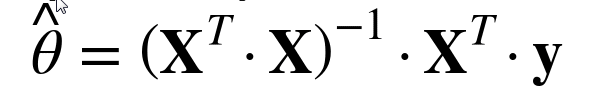 θ̂ = (Xᵀ · X)⁻¹ · Xᵀ · y